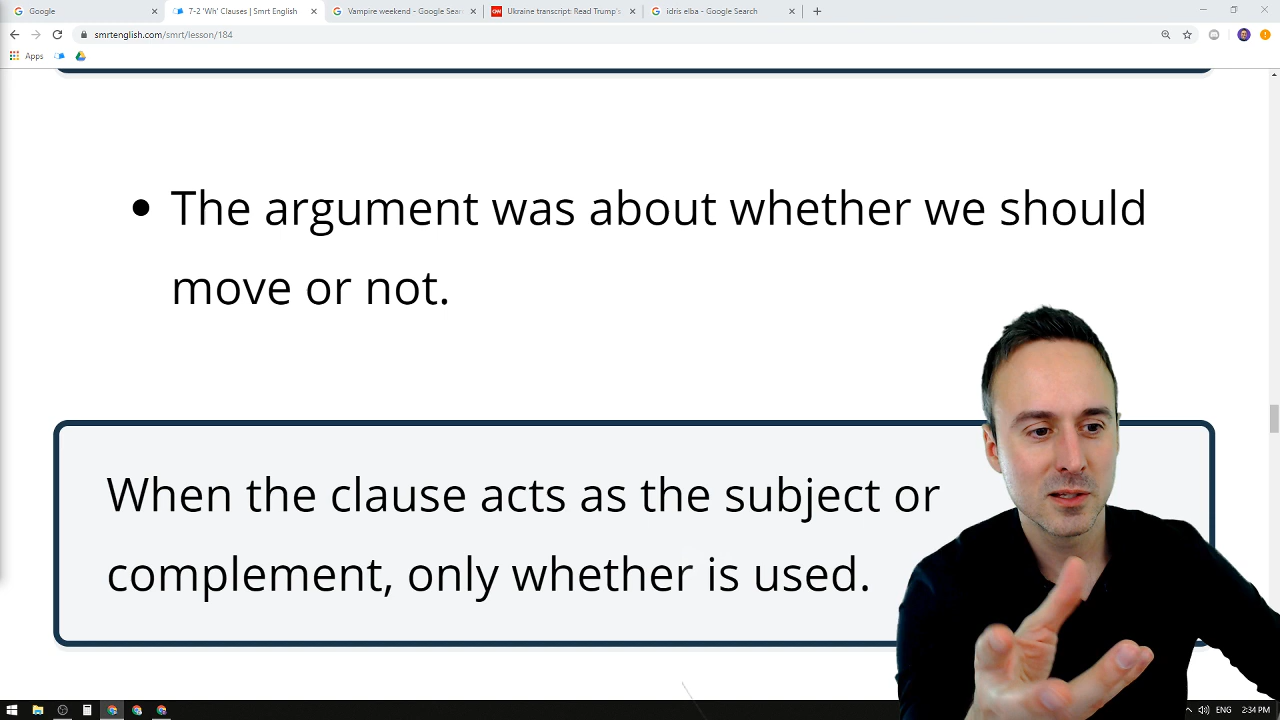 Google
7-2 'Wh' Clauses | Smrt English
Vampire weekend - Google Sear
CNN
Ukraine transcript: Read Trump's
idris elba - Google Search
smrtenglish.com/smrt/lesson/184
Apps
The argument was about whether we should
move or not.
When the clause acts as the subject or
complement, only whether is used.
ENG
2:34 PM